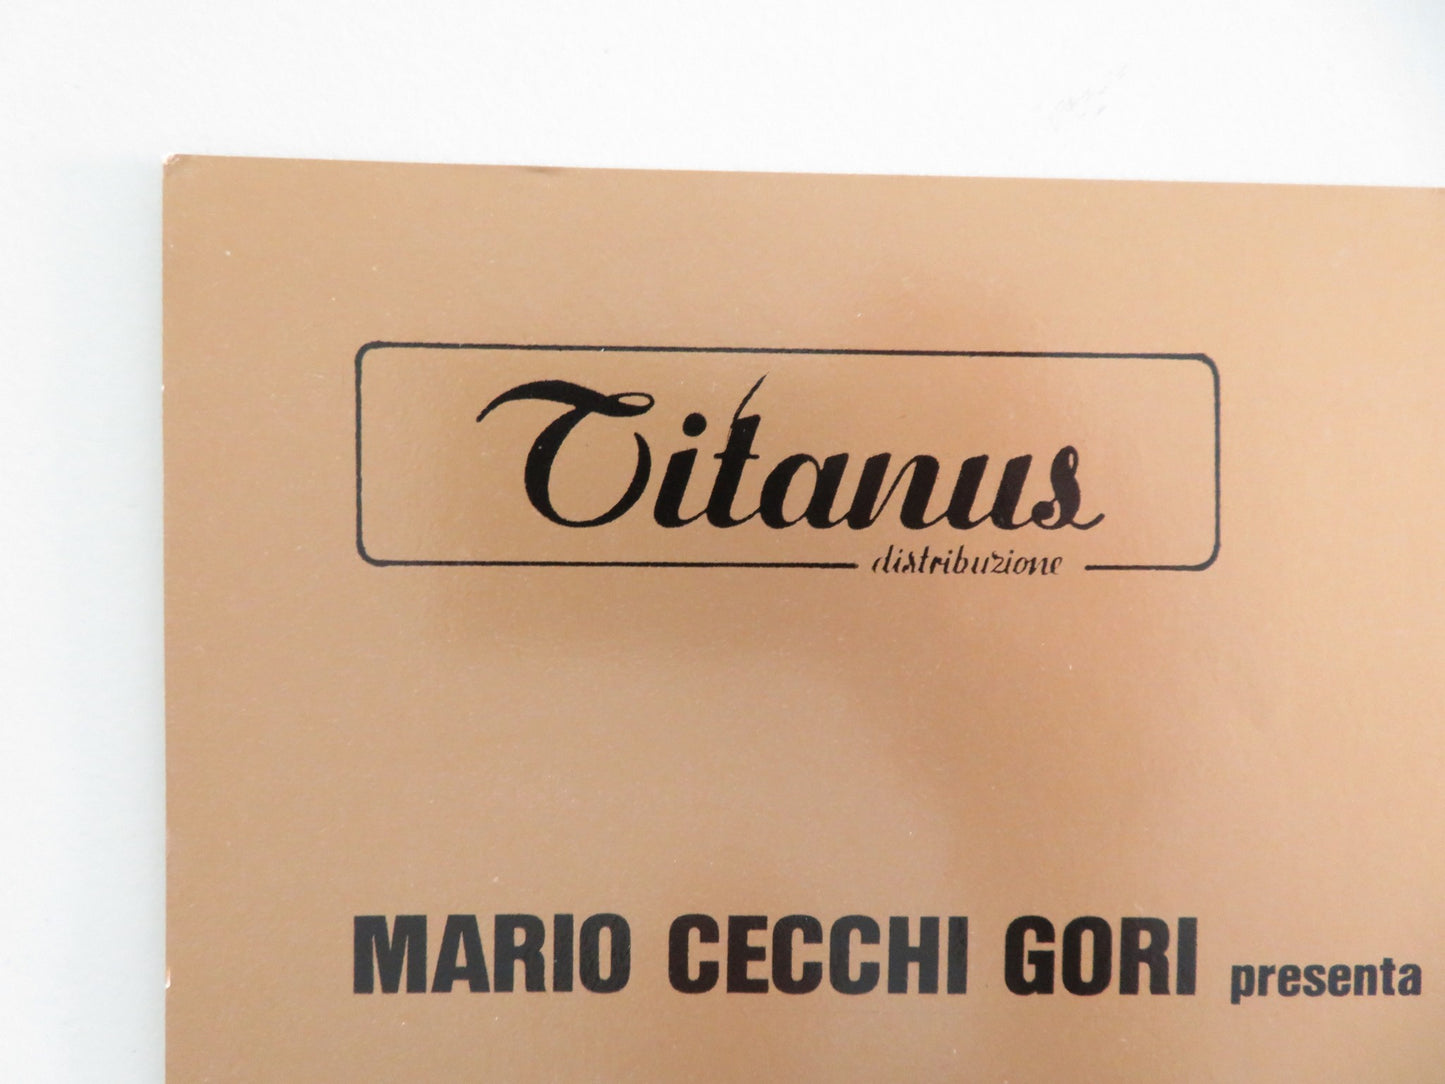 Titanus
distribuzione
MARIO CECCHI GORI presenta